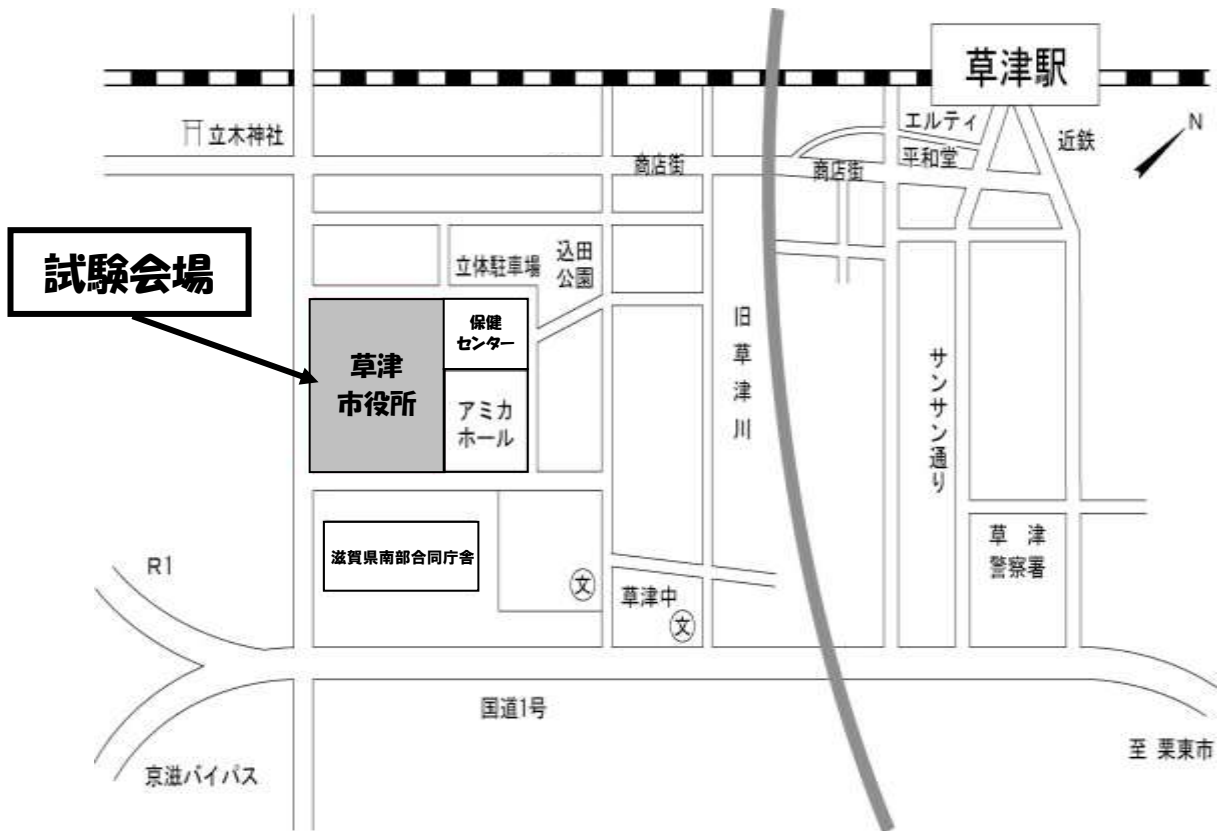 草津駅
エルティ
平和堂
近鉄
N
立木神社
商店街
商店街
試験会場
立体駐車場
込田
公園
保健
センター
草津
市役所
アミカ
ホール
旧草津川
サンサン通り
滋賀県南部合同庁舎
草津
警察署
R1
文
草津中
文
国道1号
至 栗東市
京滋バイパス